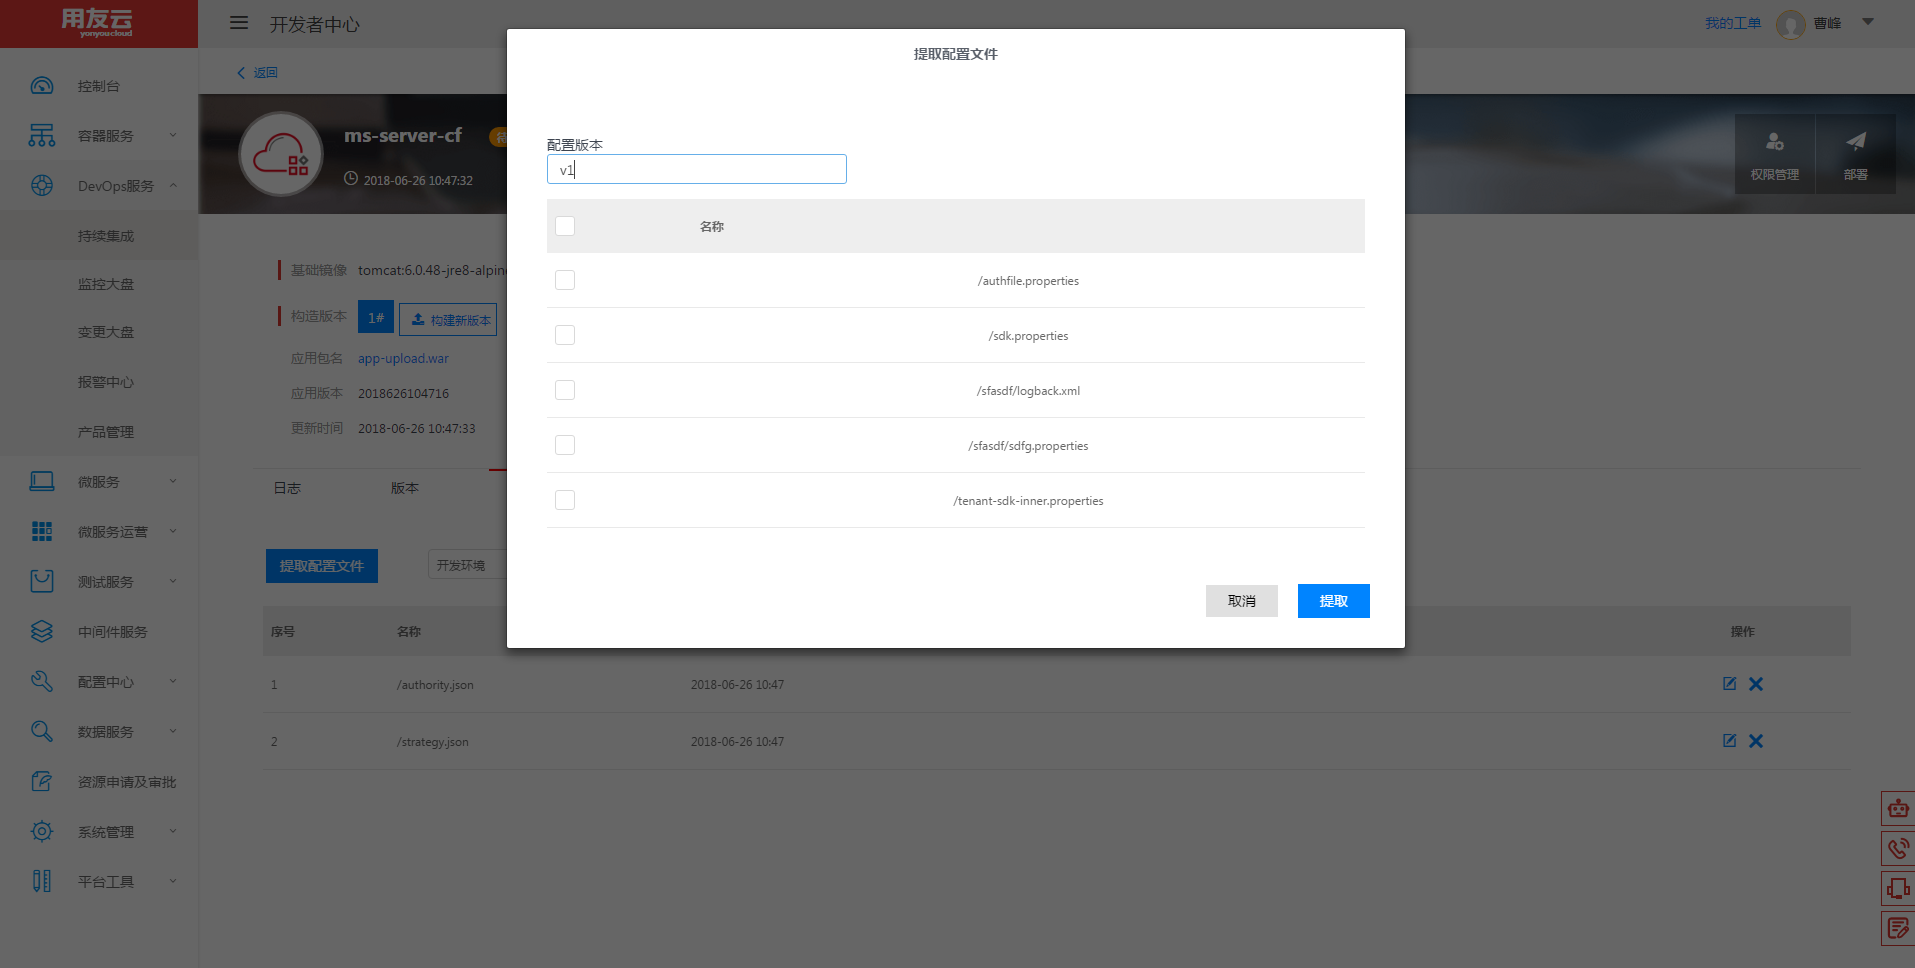 用友云
yonyoucloud
开发者中心
我的工单
曹峰
控制台
容器服务
DevOps服务
持续集成
监控大盘
变更大盘
报警中心
产品管理
微服务
微服务运营
测试服务
中间件服务
配置中心
数据服务
资源申请及审批
系统管理
平台工具
返回
ms-server-cf
2018-06-26 10:47:32
权限管理
部署
基础镜像 tomcat:6.0.48-jre8-alpin
构造版本 1# 构建新版本
应用包名 app-upload.war
应用版本 2018626104716
更新时间 2018-06-26 10:47:33
日志 版本
提取配置文件 开发环境
序号 名称 操作
1 /authority.json 2018-06-26 10:47
2 /strategy.json 2018-06-26 10:47
提取配置文件
配置版本
v1
名称
/authfile.properties
/sdk.properties
/sfasdf/logback.xml
/sfasdf/sdfg.properties
/tenant-sdk-inner.properties
取消 提取